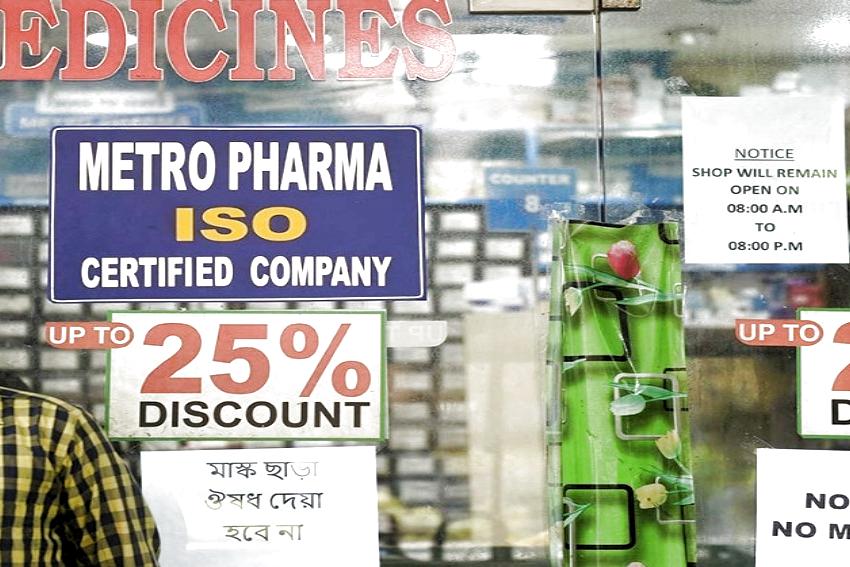 EDICINES
METRO PHARMA
ISO
CERTIFIED COMPANY
UP TO
25%
DISCOUNT
মাস্ক ছাড়া
ঔষধ দেয়া
হবে না
COUNTER
8
NOTICE
SHOP WILL REMAIN
OPEN ON
08:00 A.M
TO
08:00 P.M
UP TO
2
D
NO
NO M